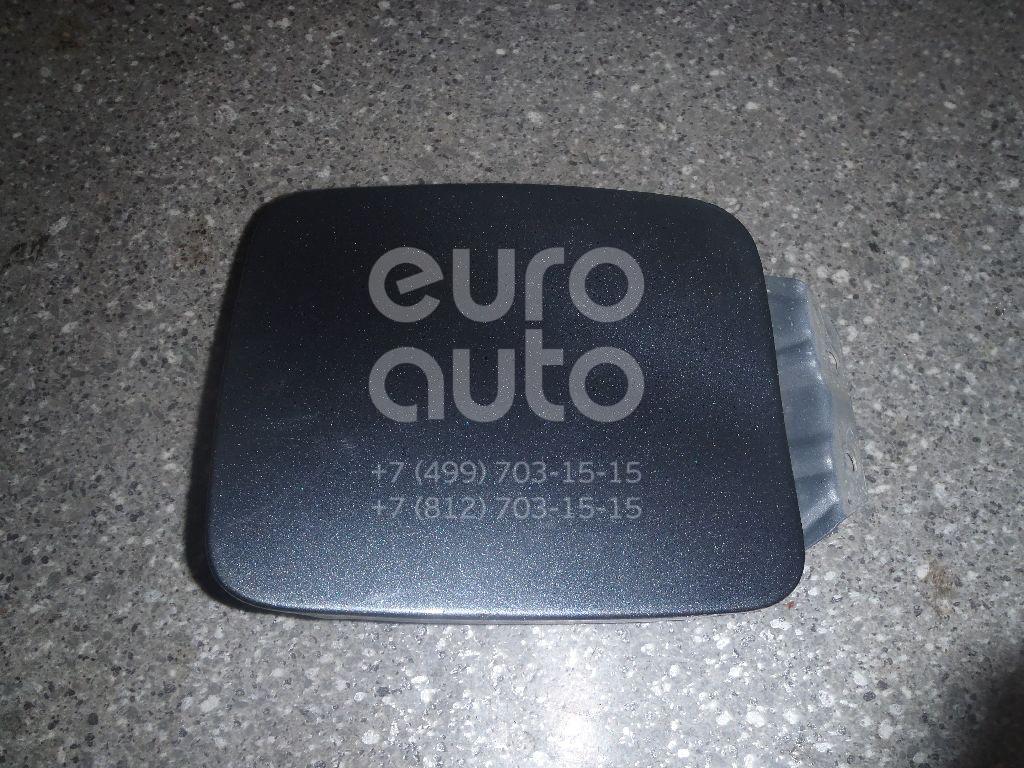 euro
auto
+7 (499) 703-15-15
+7 (812) 703-15-15